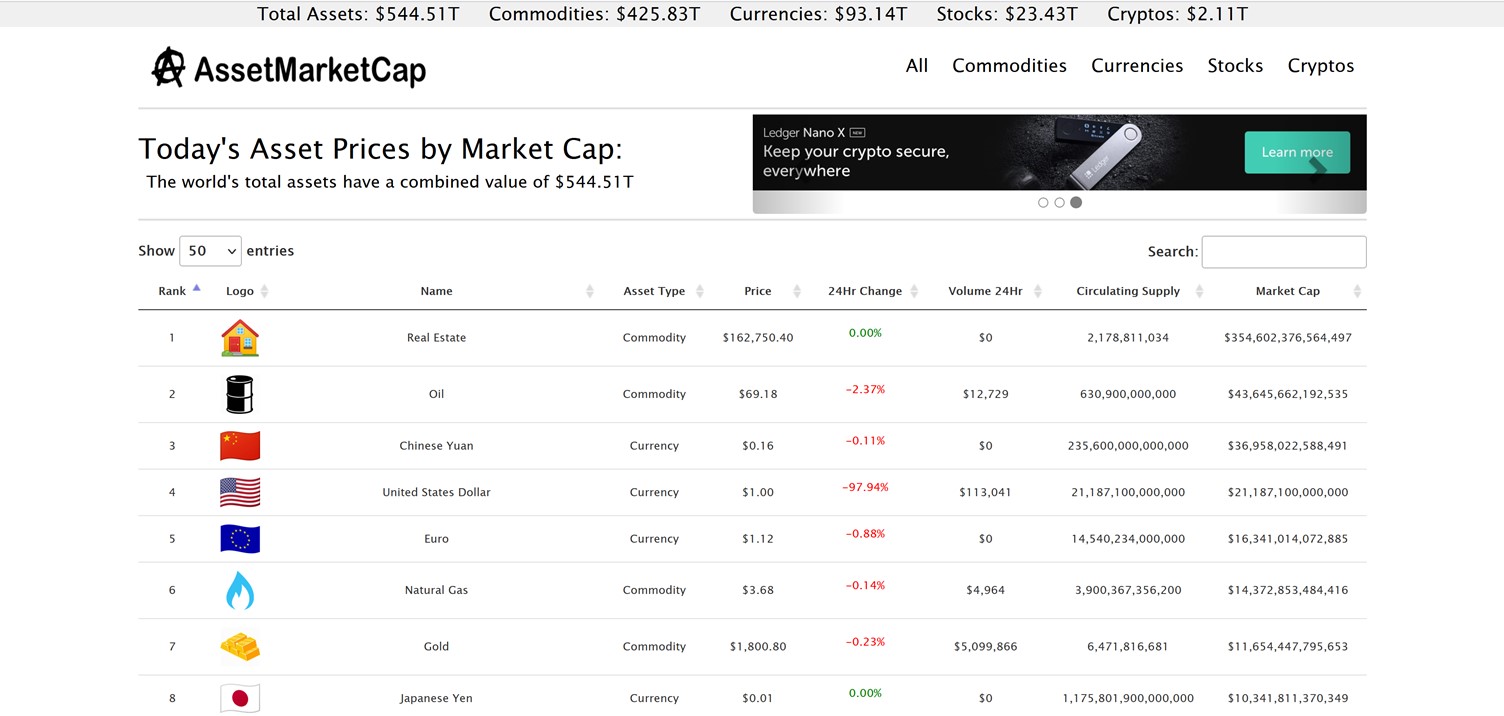 Total Assets: $544.51T Commodities: $425.83T Currencies: $93.14T Stocks: $23.43T Cryptos: $2.11T
AssetMarketCap
All Commodities Currencies Stocks Cryptos
Today's Asset Prices by Market Cap:
The world's total assets have a combined value of $544.51T
Ledger Nano X NEW
Keep your crypto secure,
everywhere
Learn more
Ledger
Show 50 entries
Search:
Rank Logo Name Asset Type Price 24Hr Change Volume 24Hr Circulating Supply Market Cap
1 Real Estate Commodity $162,750.40 0.00% $0 2,178,811,034 $354,602,376,564,497
2 Oil Commodity $69.18 -2.37% $12,729 630,900,000,000 $43,645,662,192,535
3 Chinese Yuan Currency $0.16 -0.11% $0 235,600,000,000,000 $36,958,022,588,491
4 United States Dollar Currency $1.00 -97.94% $113,041 21,187,100,000,000 $21,187,100,000,000
5 Euro Currency $1.12 -0.88% $0 14,540,234,000,000 $16,341,014,072,885
6 Natural Gas Commodity $3.68 -0.14% $4,964 3,900,367,356,200 $14,372,853,484,416
7 Gold Commodity $1,800.80 -0.23% $5,099,866 6,471,816,681 $11,654,447,795,653
8 Japanese Yen Currency $0.01 0.00% $0 1,175,801,900,000,000 $10,341,811,370,349